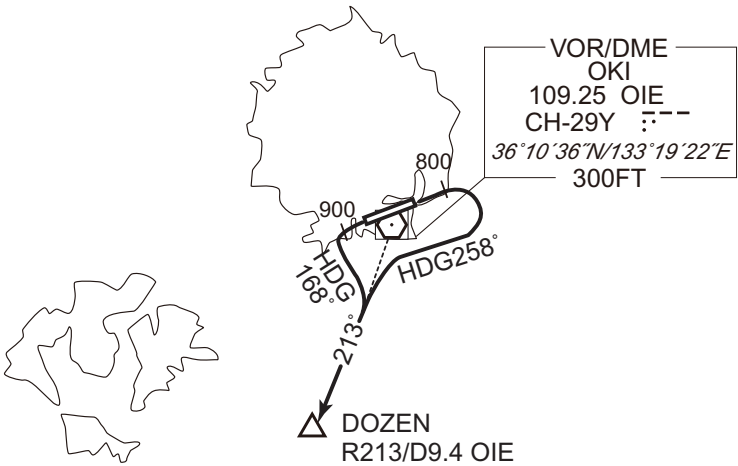 VOR/DME
OKI
109.25 OIE
CH-29Y
36°10´36˝N/133°19´22˝E
300FT
800
900
HDG
168°
HDG258°
213°
DOZEN
R213/D9.4 OIE